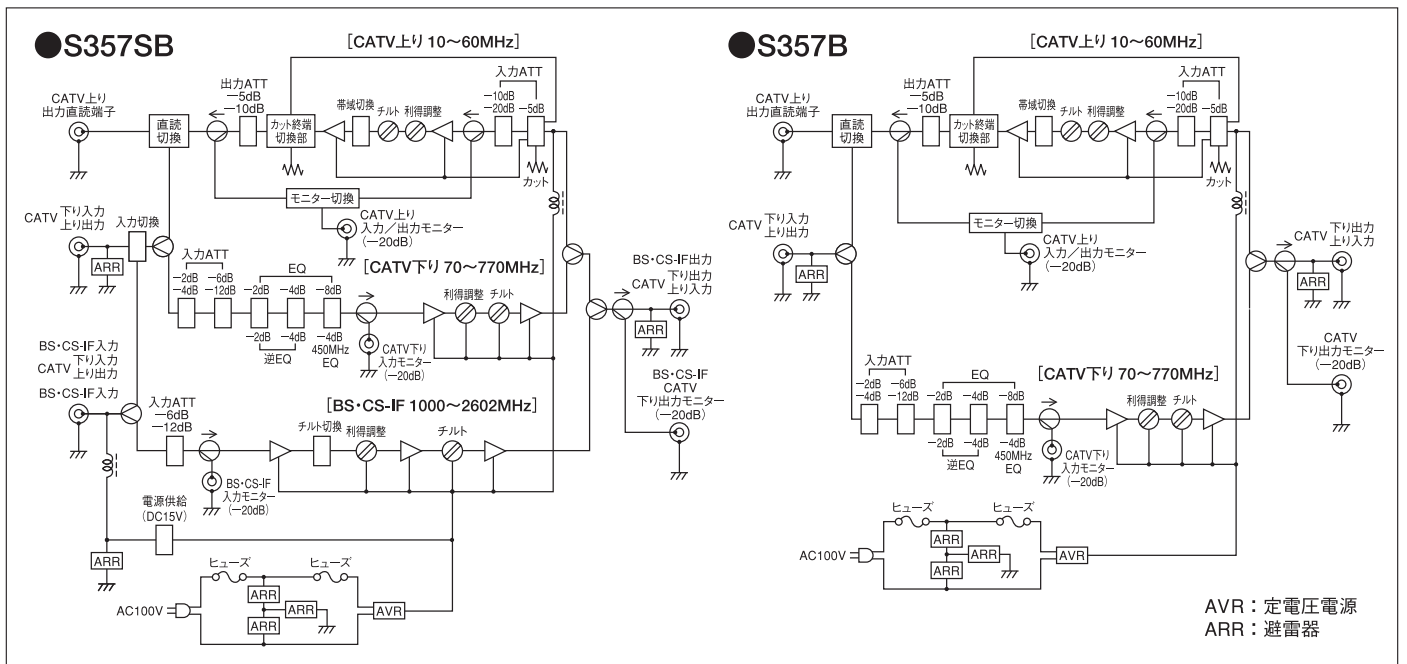 ●S357SB
[CATV上り 10～60MHz]
CATV上り
出力直読端子
直読
切換
出力ATT
―5dB
―10dB
カット終端
切換部
帯域切換
チルト
利得調整
入力ATT
―10dB
―20dB
―5dB
カット
モニター切換
CATV上り
入力／出力モニター
(―20dB)
CATV 下り入力
上り出力
入力切換
ARR
入力ATT
―2dB
―4dB
―6dB
―12dB
EQ
―2dB
―4dB
―8dB
―2dB
―4dB
逆EQ
―4dB
450MHz
EQ
[CATV下り 70～770MHz]
利得調整
チルト
CATV下り
入力モニター
(―20dB)
BS・CS-IF出力
CATV 下り出力
上り入力
ARR
BS・CS-IF
CATV
下り出力モニター
(―20dB)
BS・CS-IF入力
CATV 下り入力
上り出力
BS・CS-IF入力
入力ATT
―6dB
―12dB
[BS・CS-IF 1000～2602MHz]
チルト切換
利得調整
チルト
BS・CS-IF
入力モニター
(―20dB)
電源供給
(DC15V)
ARR
ヒューズ
ヒューズ
AC100V
ARR
ARR
ARR
AVR
●S357B
[CATV上り 10～60MHz]
CATV上り
出力直読端子
直読
切換
出力ATT
―5dB
―10dB
カット終端
切換部
帯域切換
チルト
利得調整
入力ATT
―10dB
―20dB
―5dB
カット
モニター切換
CATV上り
入力／出力モニター
(―20dB)
CATV 下り入力
上り出力
ARR
CATV 下り出力
上り入力
ARR
CATV
下り出力モニター
(―20dB)
入力ATT
―2dB
―4dB
―6dB
―12dB
EQ
―2dB
―4dB
―8dB
―2dB
―4dB
逆EQ
―4dB
450MHz
EQ
[CATV下り 70～770MHz]
利得調整
チルト
CATV下り
入力モニター
(―20dB)
ヒューズ
ヒューズ
AC100V
ARR
ARR
ARR
AVR
AVR：定電圧電源
ARR：避雷器